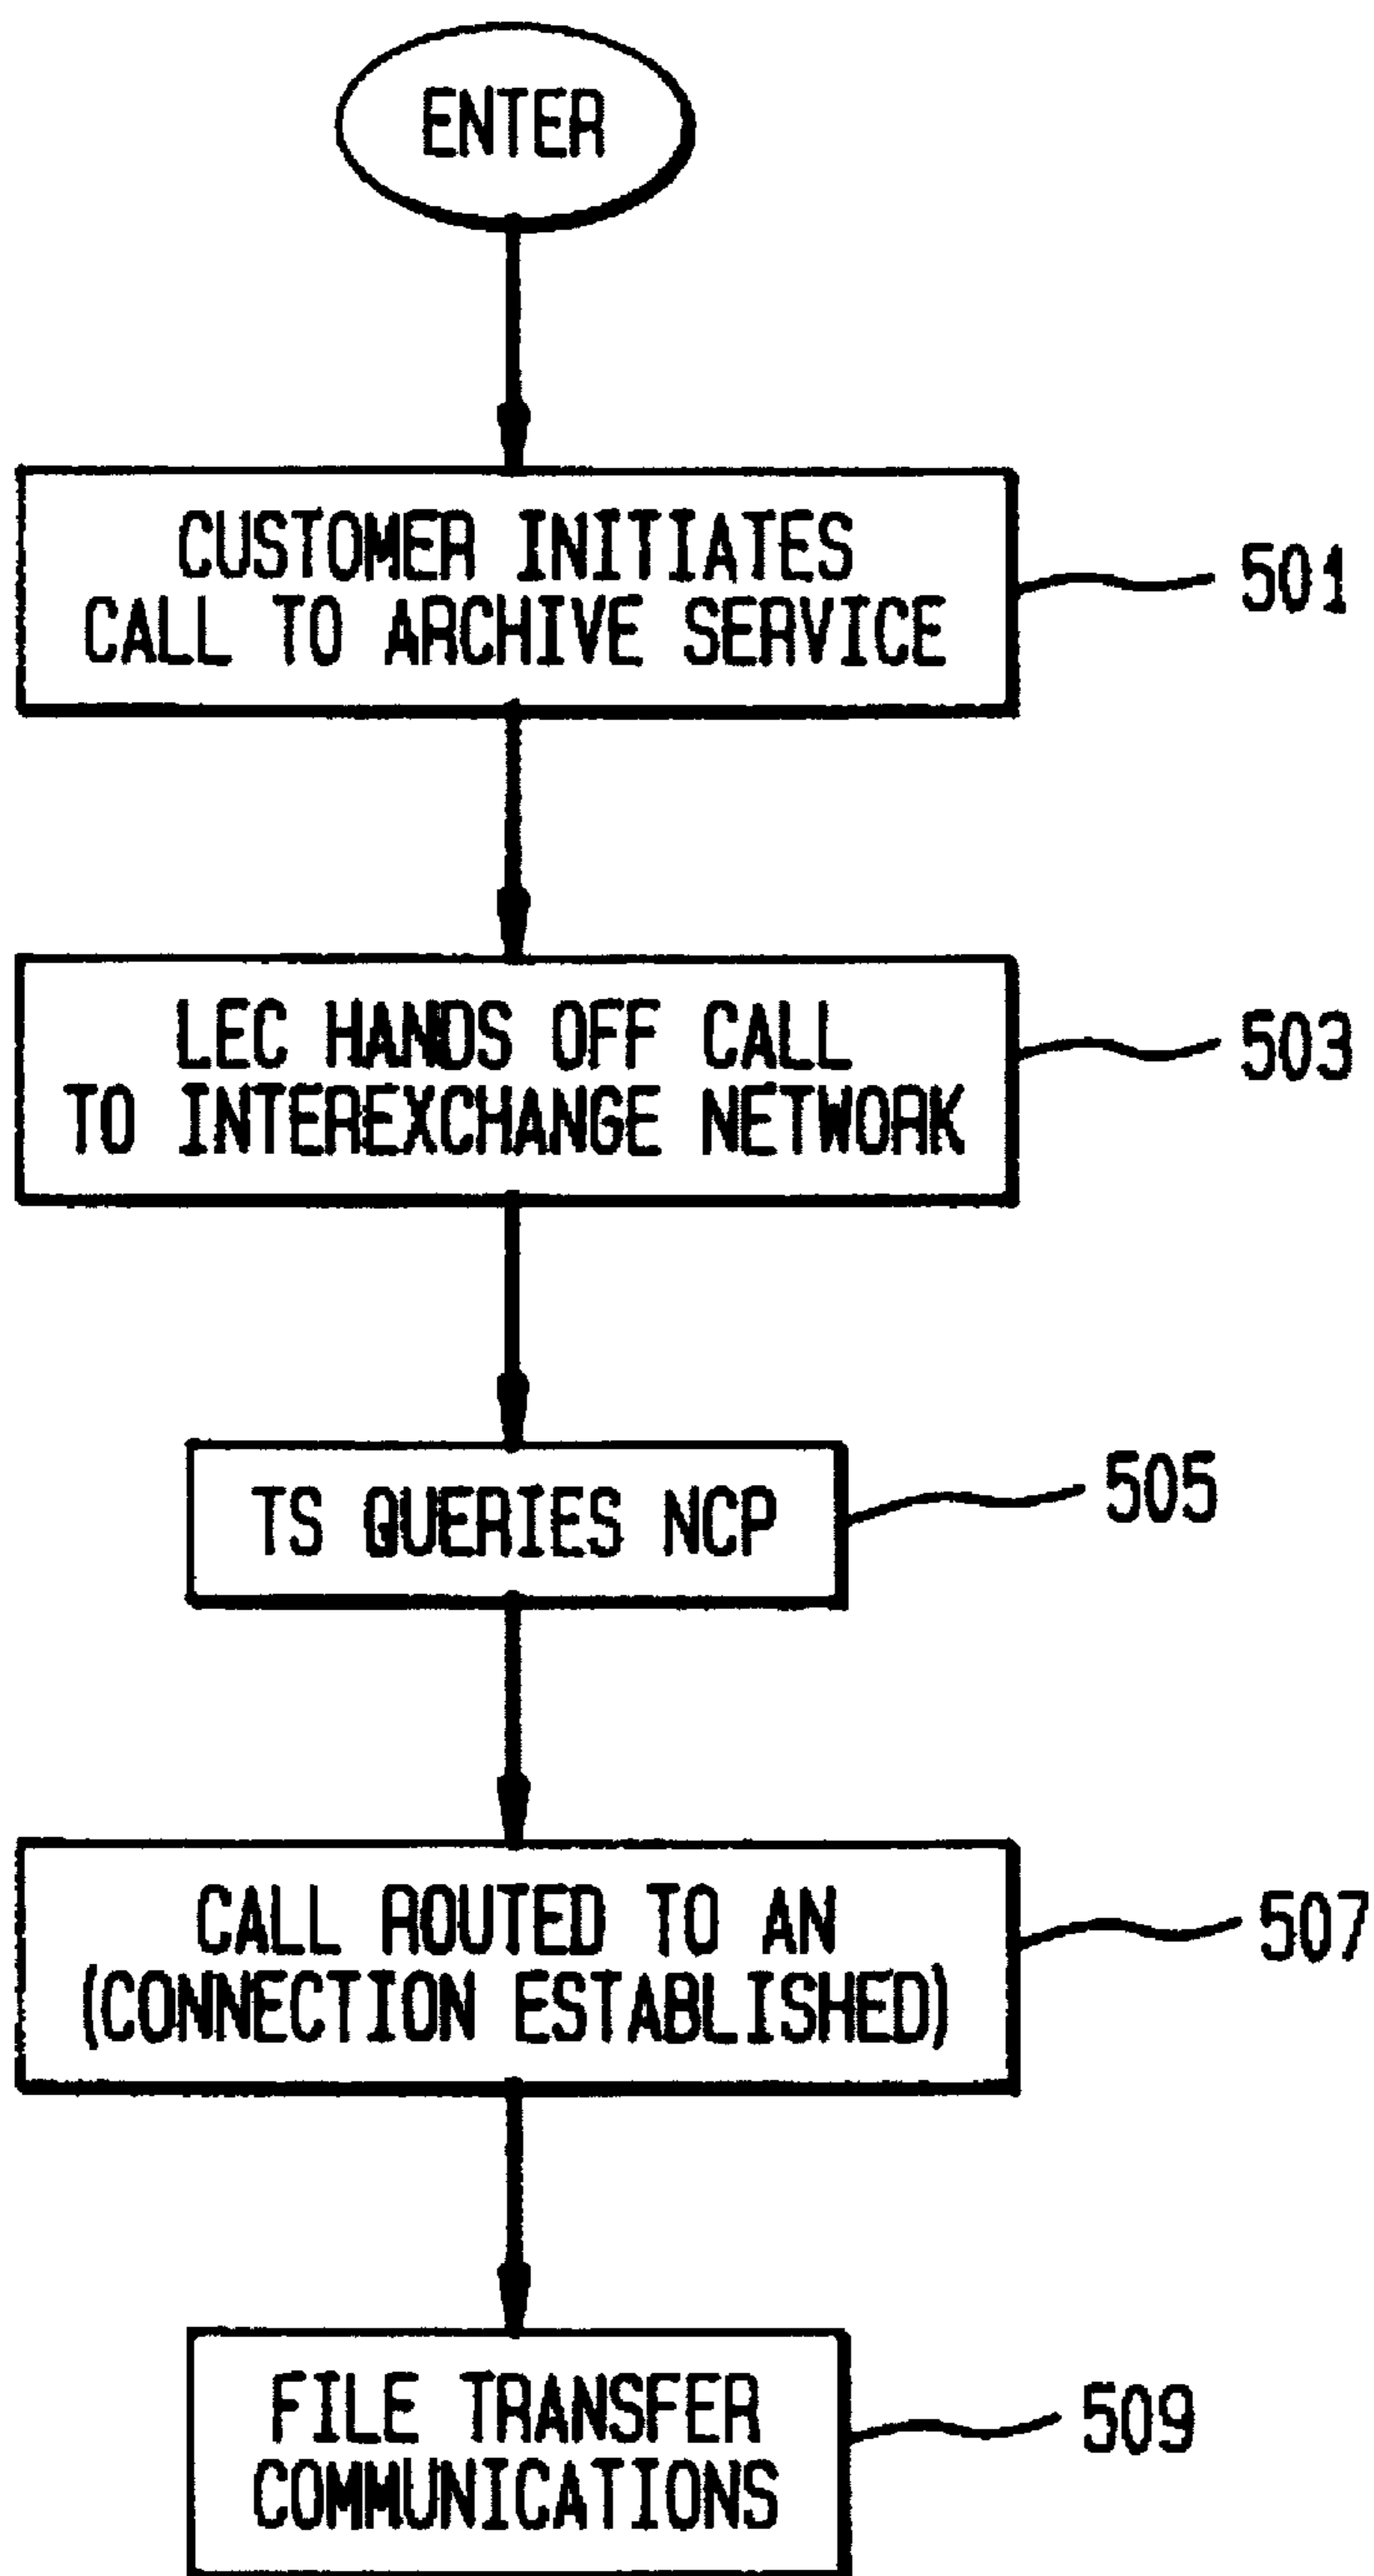 ENTER
CUSTOMER INITIATES
CALL TO ARCHIVE SERVICE
501
LEC HANDS OFF CALL
TO INTEREXCHANGE NETWORK
503
TS QUERIES NCP
505
CALL ROUTED TO AN
(CONNECTION ESTABLISHED)
507
FILE TRANSFER
COMMUNICATIONS
509